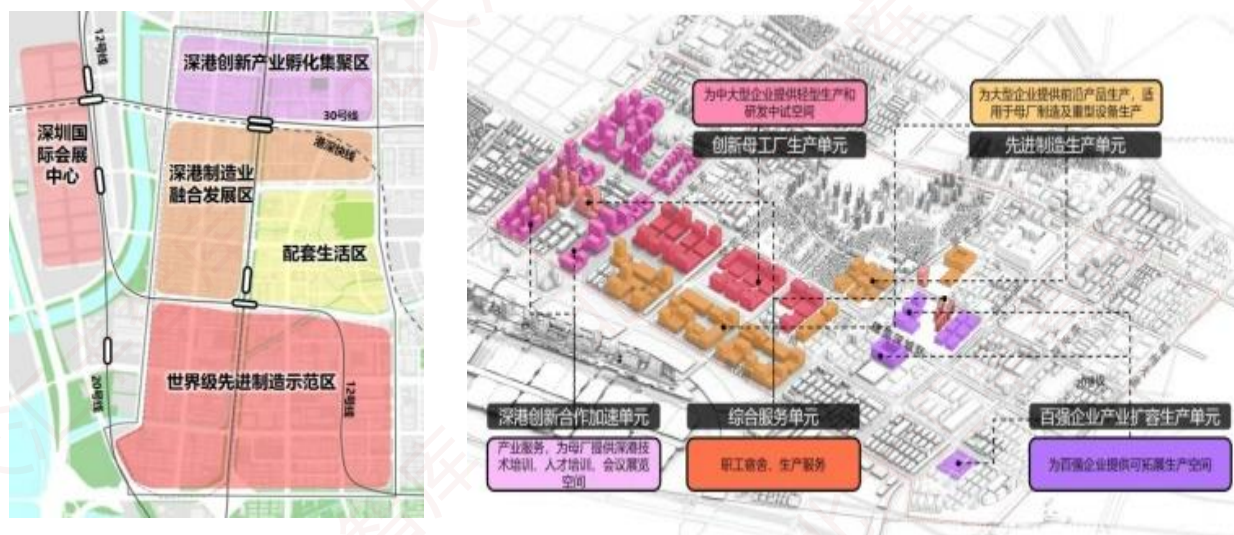 12号线
深港创新产业孵化集聚区
30号线
深圳国
际会展
中心
港深快线
深港制造业
融合发展区
配套生活区
世界级先进制造示范区
20号线
12号线
为中大型企业提供轻型生产和
研发中试空间
创新母工厂生产单元
为大型企业提供前沿产品生产，适
用于母厂制造及重型设备生产
先进制造生产单元
深港创新合作加速单元
产业服务，为母厂提供深港技
术培训、人才培训、会议展览
空间
综合服务单元
职工宿舍、生产服务
百强企业产业扩容生产单元
为百强企业提供可拓展生产空间